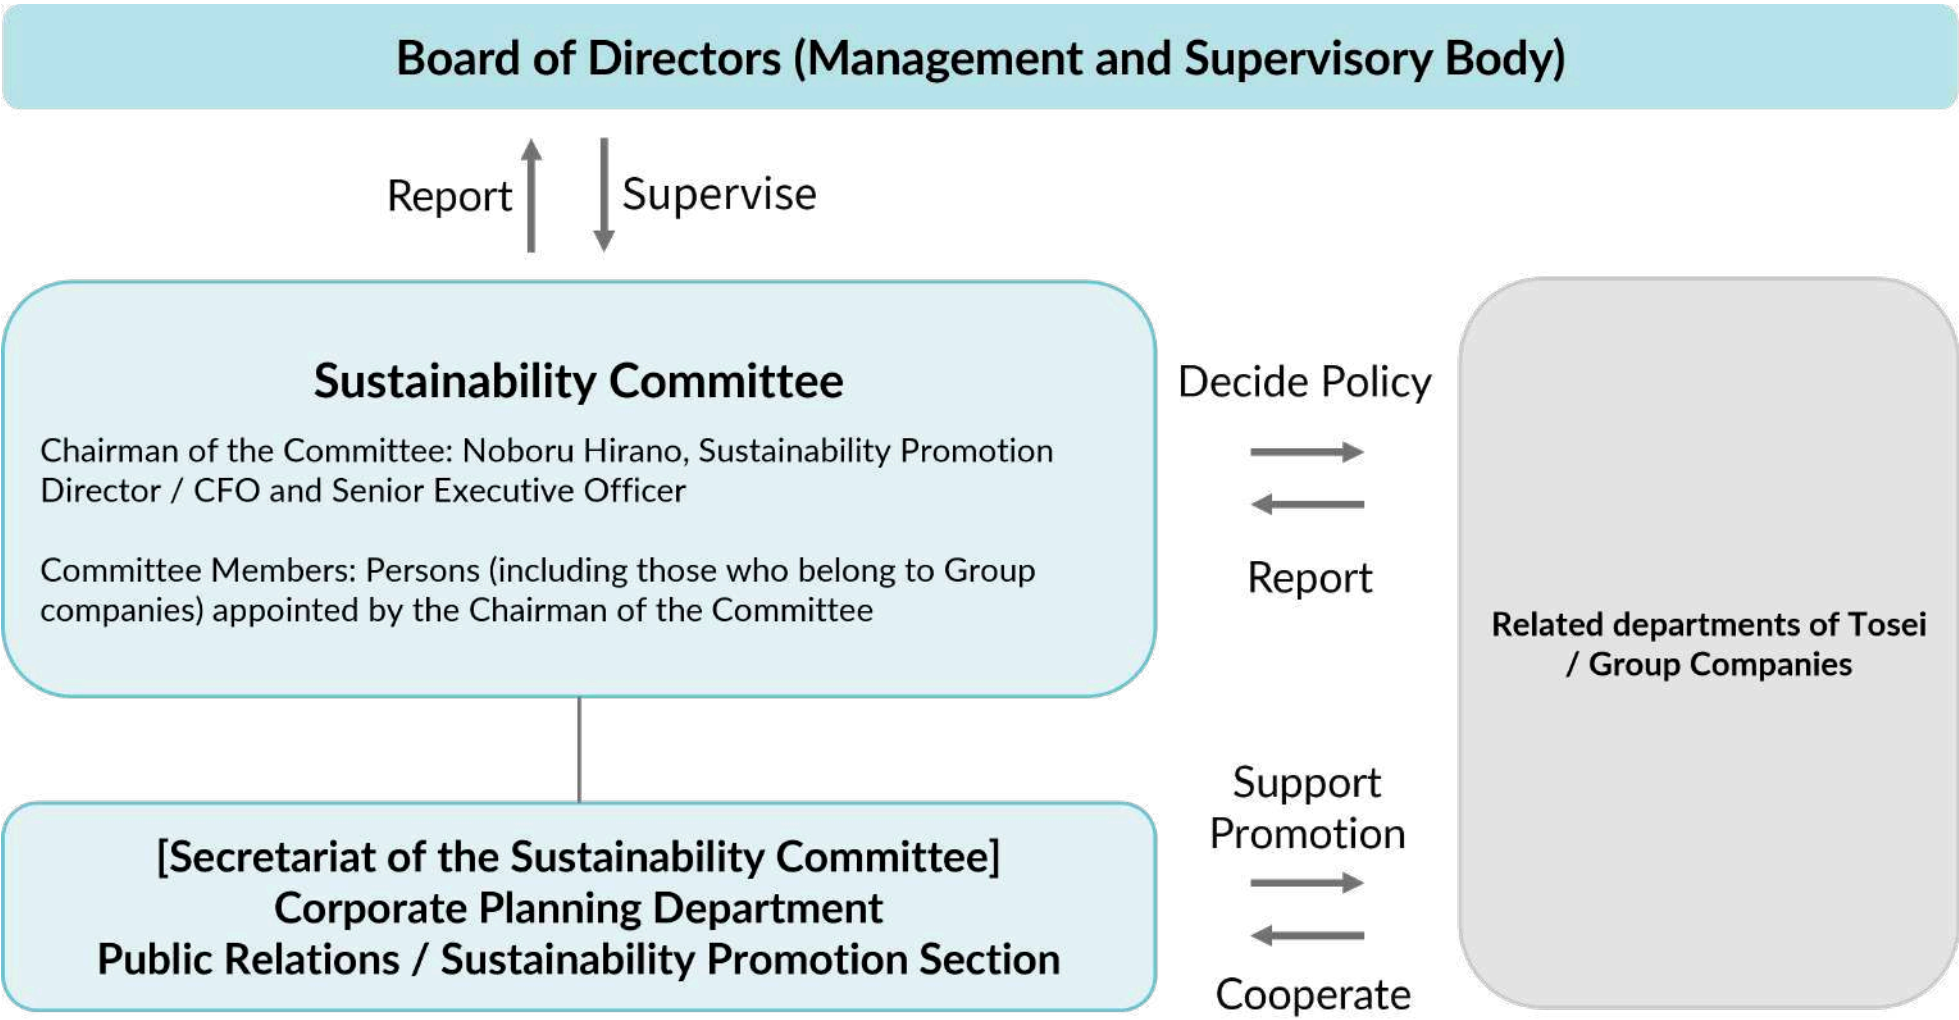 Board of Directors (Management and Supervisory Body)
Report
Supervise
Sustainability Committee
Chairman of the Committee: Noboru Hirano, Sustainability Promotion
Director / CFO and Senior Executive Officer
Committee Members: Persons (including those who belong to Group
companies) appointed by the Chairman of the Committee
Decide Policy
Report
Related departments of Tosei
/ Group Companies
[Secretariat of the Sustainability Committee]
Corporate Planning Department
Public Relations / Sustainability Promotion Section
Support
Promotion
Cooperate